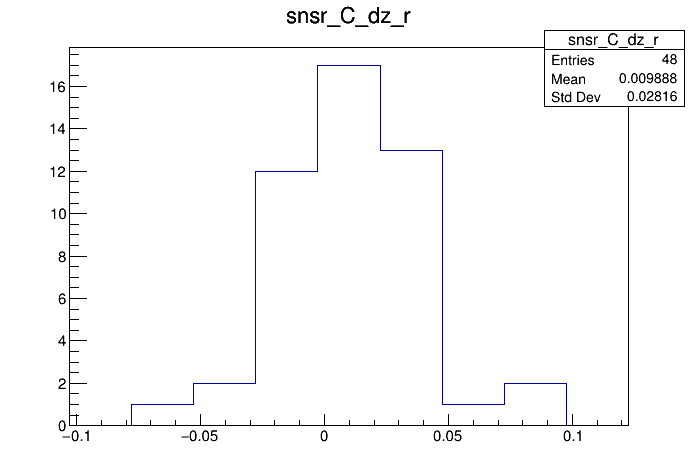 snsr_C_dz_r
snsr_C_dz_r
Entries 48
Mean 0.009888
Std Dev 0.02816
16
14
12
10
8
6
4
2
0
−0.1 −0.05 0 0.05 0.1